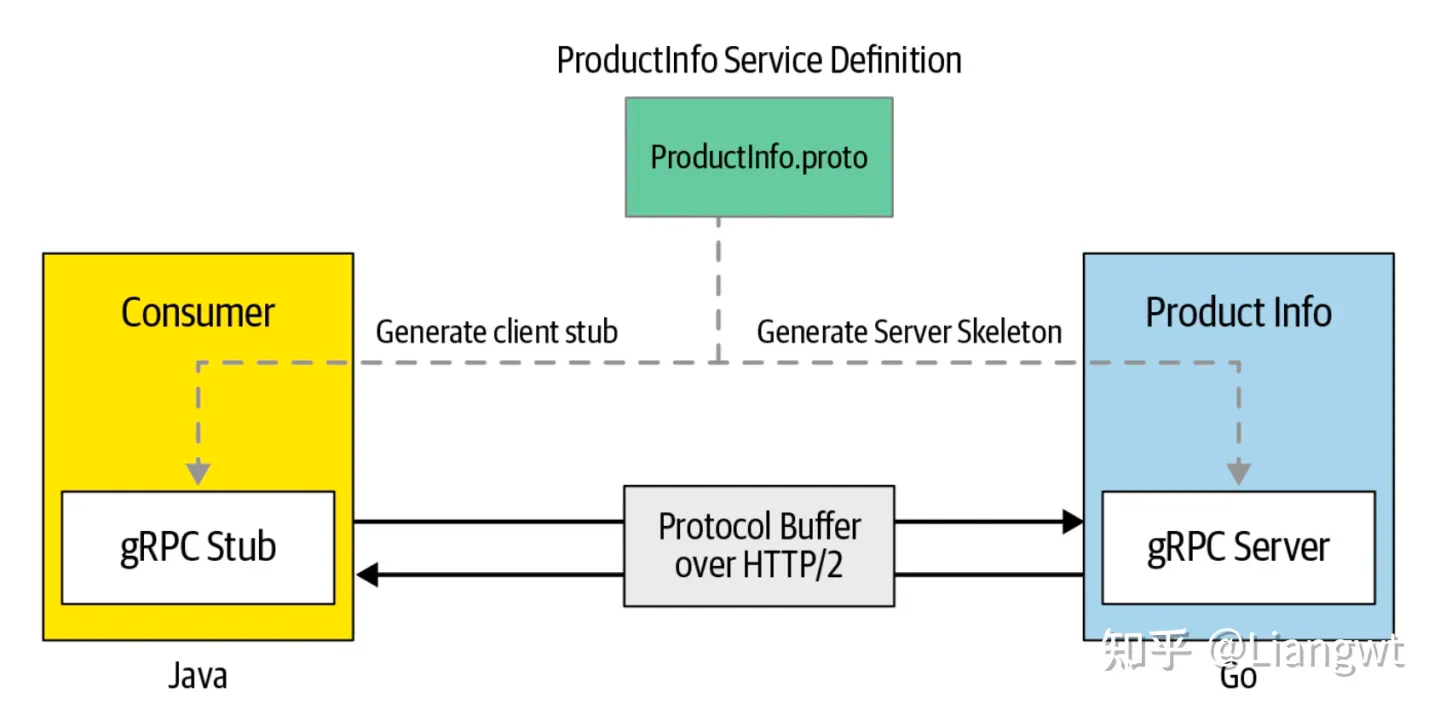 ProductInfo Service Definition
ProductInfo.proto
Consumer
Generate client stub
Generate Server Skeleton
Product Info
gRPC Stub
Protocol Buffer
over HTTP/2
gRPC Server
Java
Go
知乎 @Liangwt